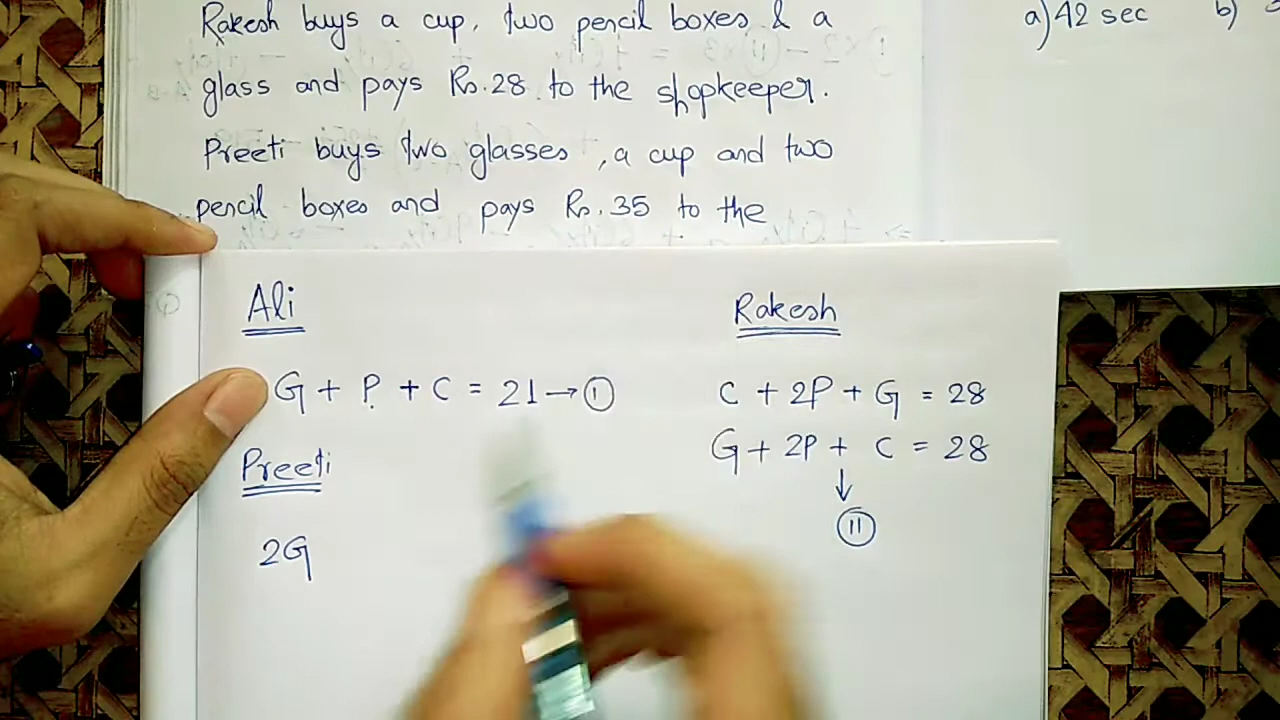 Rakesh buys a cup, two pencil boxes & a
glass and pays Rs.28 to the shopkeeper.
Preeti buys two glasses, a cup and two
pencil boxes and pays Rs.35 to the
a) 42 sec b)
Ali
G + P + C = 21 → I
Preeti
2G
Rakesh
C + 2P + G = 28
G + 2P + C = 28
↓
II